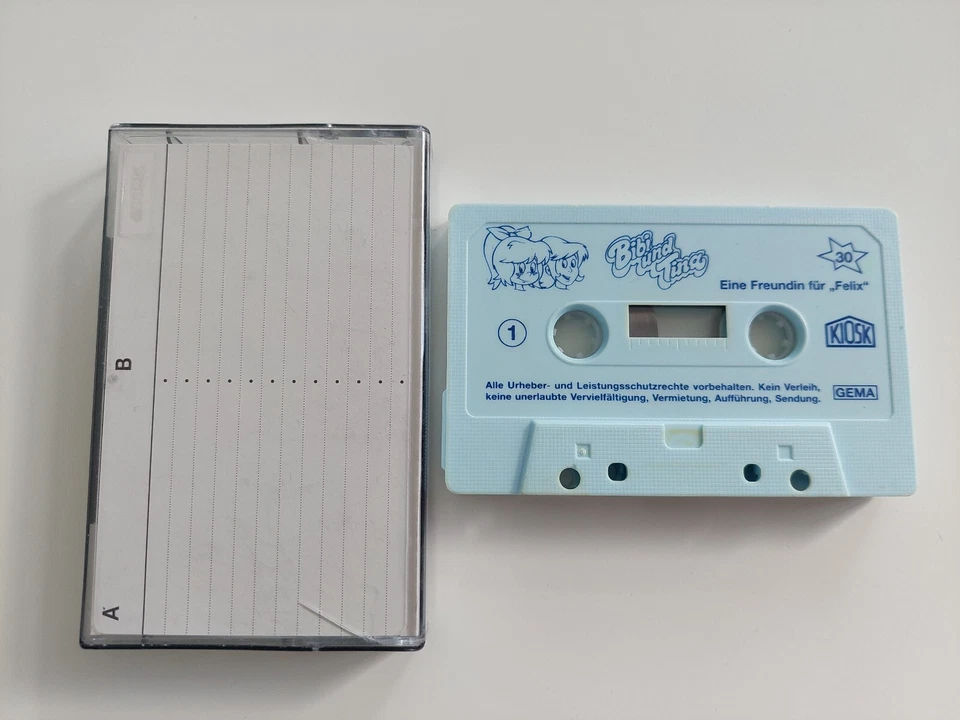 B
A
Bibi
und
Tina
30
Eine Freundin für „Felix“
1
KIOSK
Alle Urheber- und Leistungsschutzrechte vorbehalten. Kein Verleih,
keine unerlaubte Vervielfältigung, Vermietung, Aufführung, Sendung.
GEMA